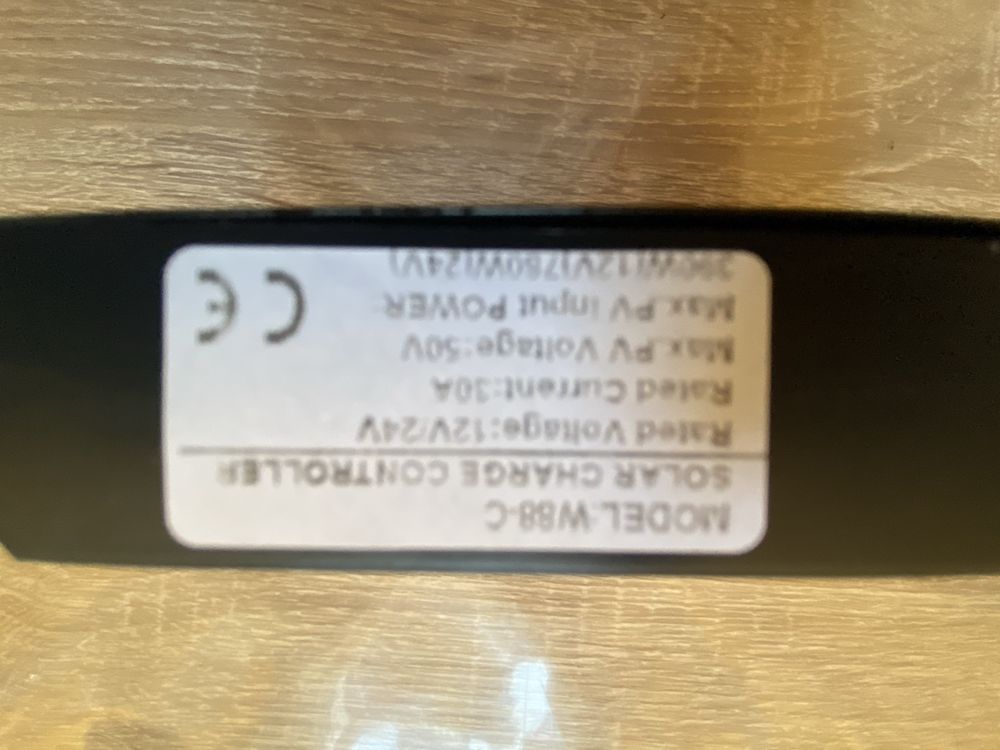 MODEL:W88-C
SOLAR CHARGE CONTROLLER
Rated Voltage:12V/24V
Rated Current:30A
Max.PV Voltage:50V
Max.PV input POWER
(12V)780W(24V)
CE